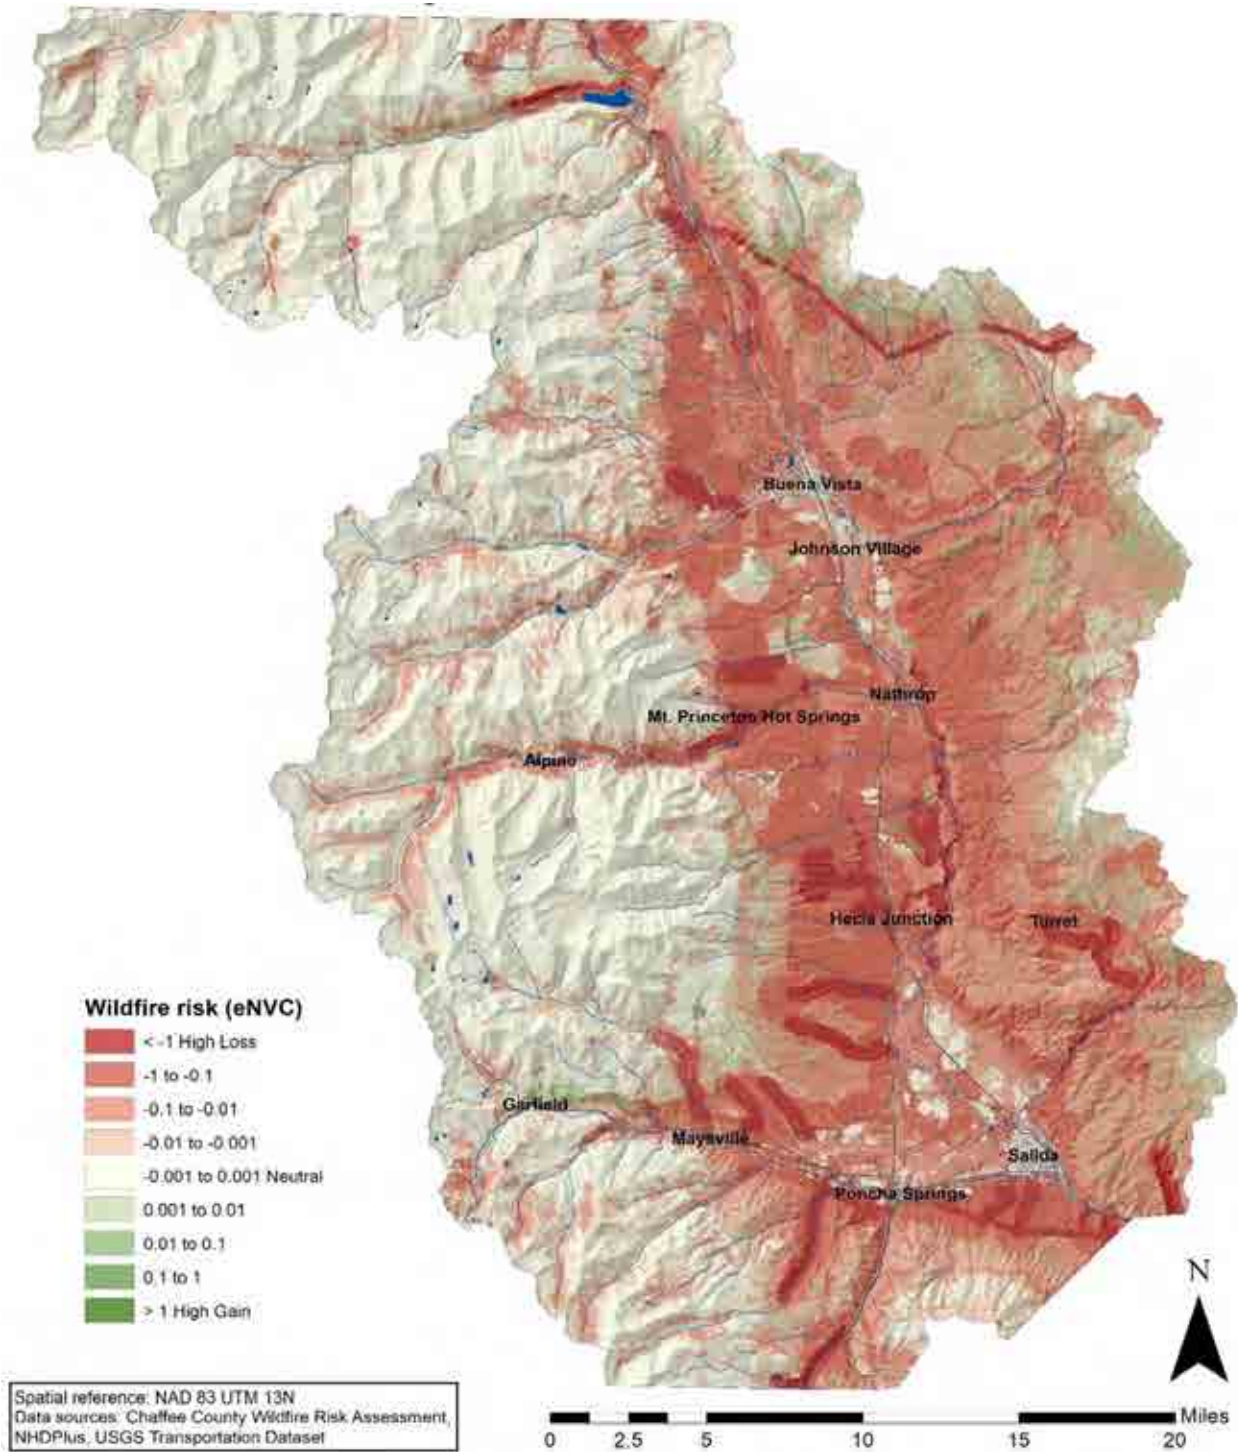 Buena Vista
Johnson Village
Nathrop
Mt. Princeton Hot Springs
Alpine
Hecla Junction
Turret
Wildfire risk (eNVC)
< -1 High Loss
-1 to -0.1
-0.1 to -0.01
-0.01 to -0.001
-0.001 to 0.001 Neutral
0.001 to 0.01
0.01 to 0.1
0.1 to 1
> 1 High Gain
Garfield
Maysville
Salida
Poncha Springs
N
Spatial reference: NAD 83 UTM 13N
Data sources: Chaffee County Wildfire Risk Assessment,
NHDPlus, USGS Transportation Dataset
Miles
0 2.5 5 10 15 20